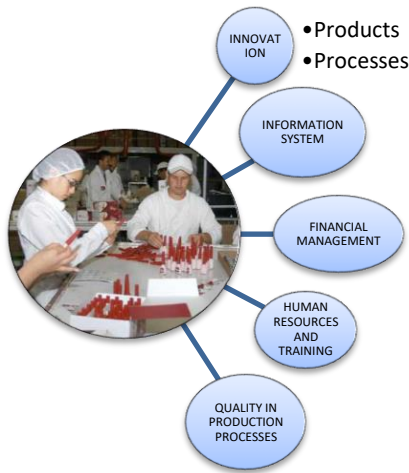 INNOVAT
ION
•Products
•Processes
INFORMATION
SYSTEM
FINANCIAL
MANAGEMENT
HUMAN
RESOURCES
AND
TRAINING
QUALITY IN
PRODUCTION
PROCESSES